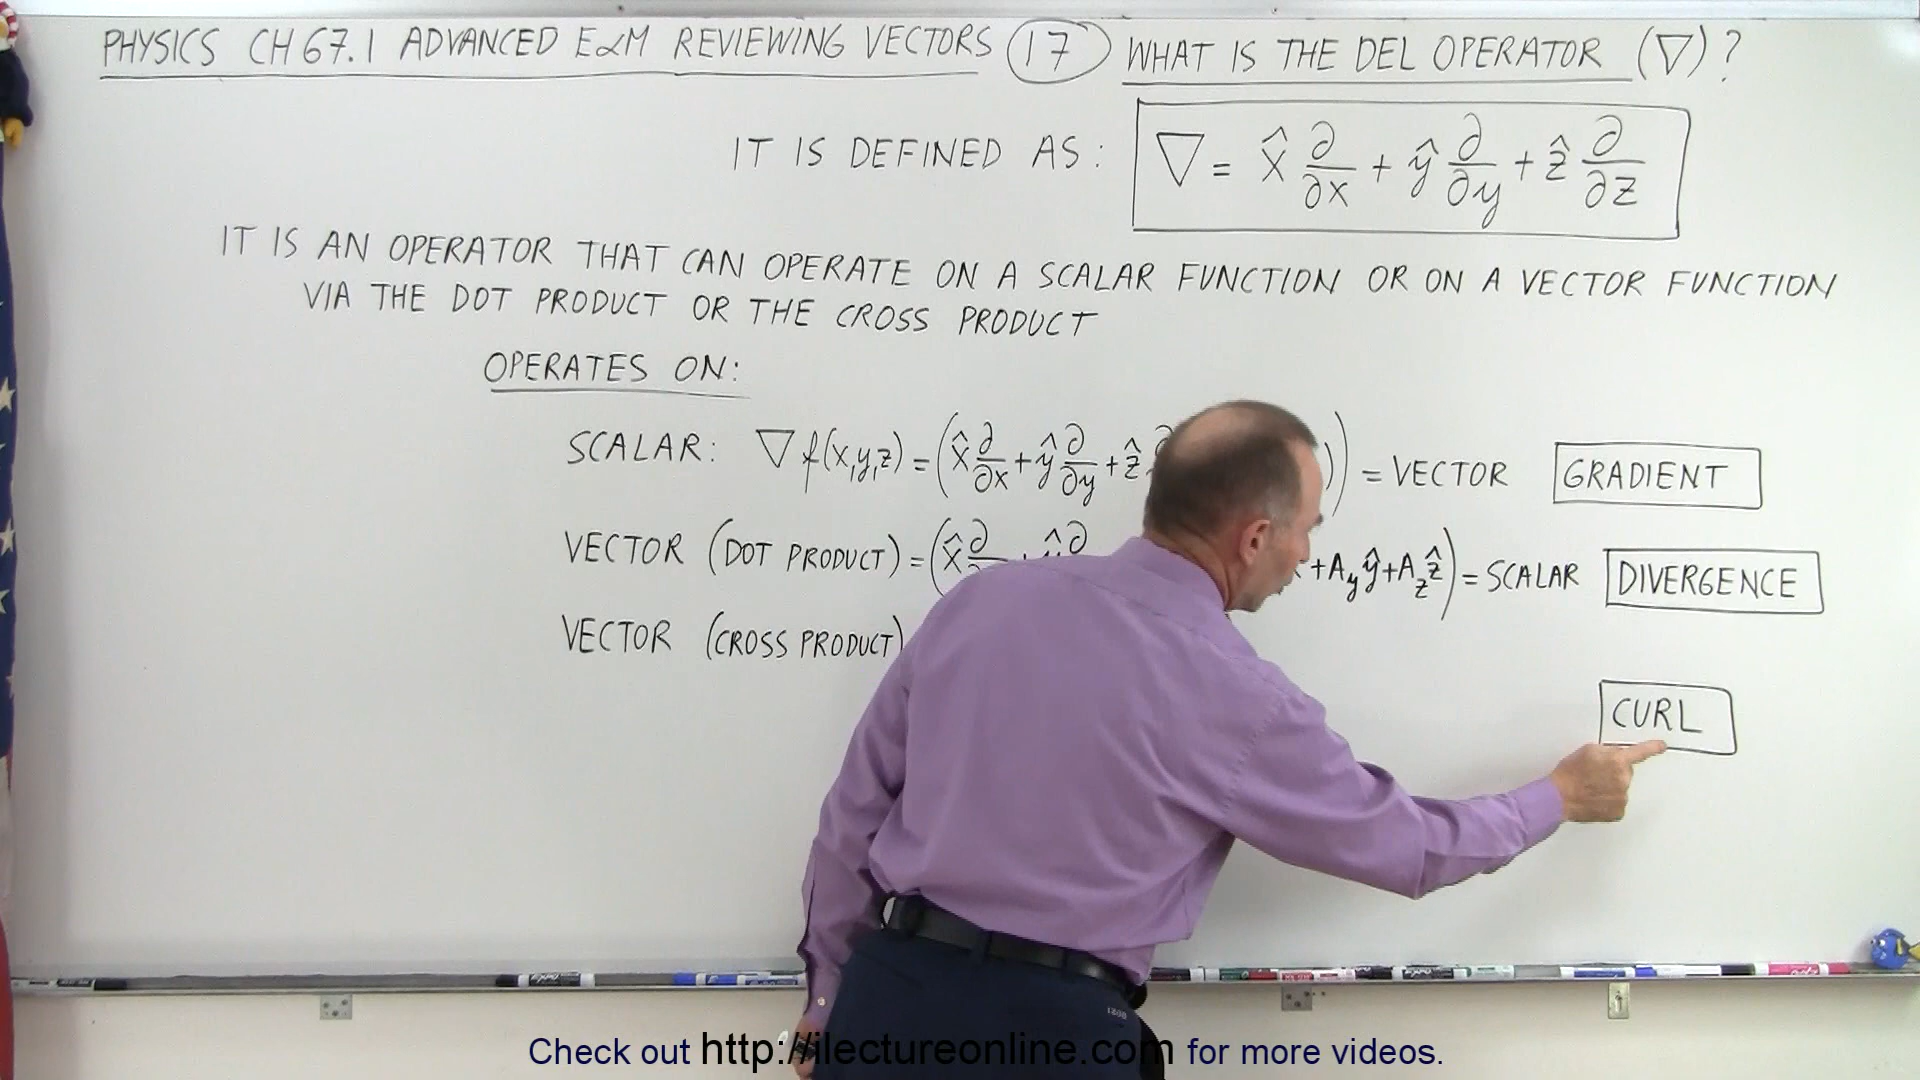 PHYSICS CH 67.1 ADVANCED E&M REVIEWING VECTORS 17 WHAT IS THE DEL OPERATOR (∇)?
IT IS DEFINED AS: ∇ = x̂ ∂/∂x + ŷ ∂/∂y + ẑ ∂/∂z
IT IS AN OPERATOR THAT CAN OPERATE ON A SCALAR FUNCTION OR ON A VECTOR FUNCTION
VIA THE DOT PRODUCT OR THE CROSS PRODUCT
OPERATES ON:
SCALAR: ∇f(x,y,z) = (x̂ ∂/∂x + ŷ ∂/∂y + ẑ )) = VECTOR GRADIENT
VECTOR (DOT PRODUCT) = (x̂ ∂ + ŷ ∂ + A_y ŷ + A_z ẑ) = SCALAR DIVERGENCE
VECTOR (CROSS PRODUCT)
CURL
Check out http://ilectureonline.com for more videos.